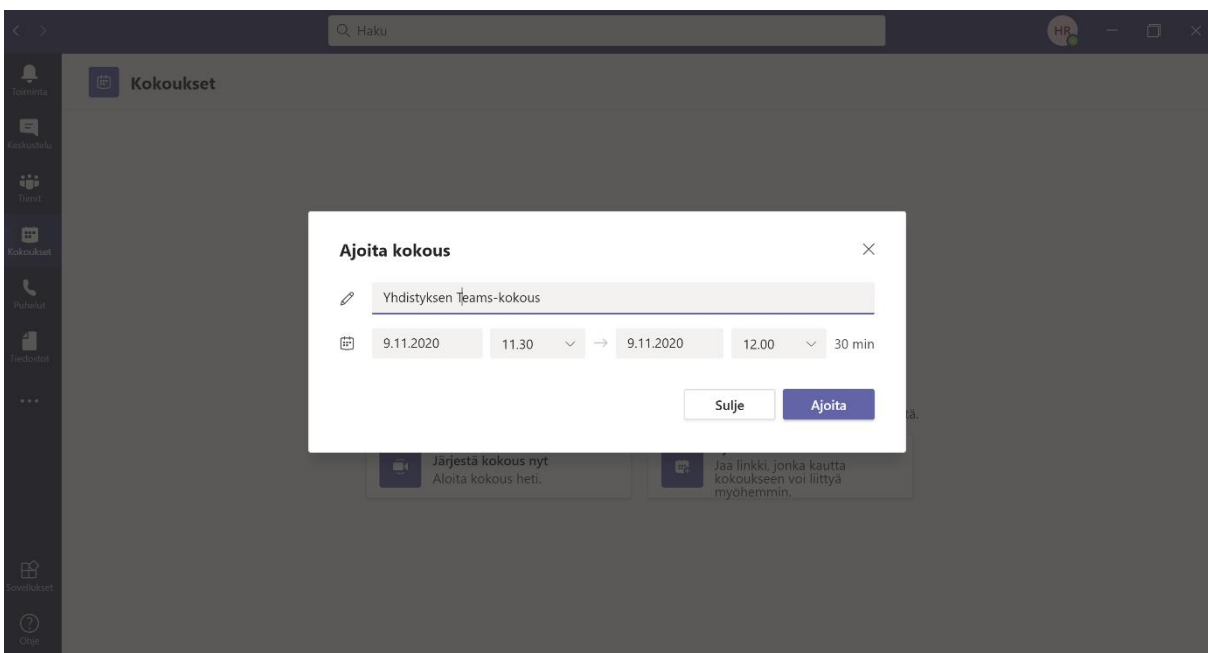 Haku
HR
Toiminta
Kokoukset
Keskustelu
Tiimit
Kokoukset
Puhelut
Tiedostot
Ajoita kokous
Yhdistyksen Teams-kokous
9.11.2020 11.30 → 9.11.2020 12.00 30 min
Sulje Ajoita
Järjestä kokous nyt
Aloita kokous heti.
Jaa linkki, jonka kautta
kokoukseen voi liittyä
myöhemmin.
Sovellukset
Ohje